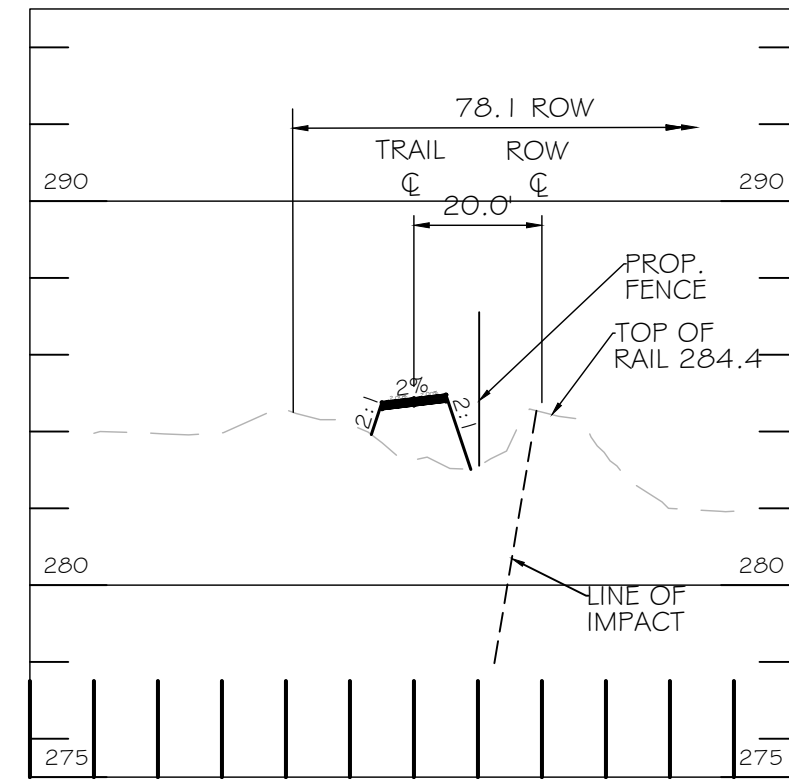 78.1 ROW
TRAIL ROW
℄ ℄
290 290
20.0'
PROP.
FENCE
TOP OF
RAIL 284.4
2%
2:1 2:1
280 280
LINE OF
IMPACT
275 275